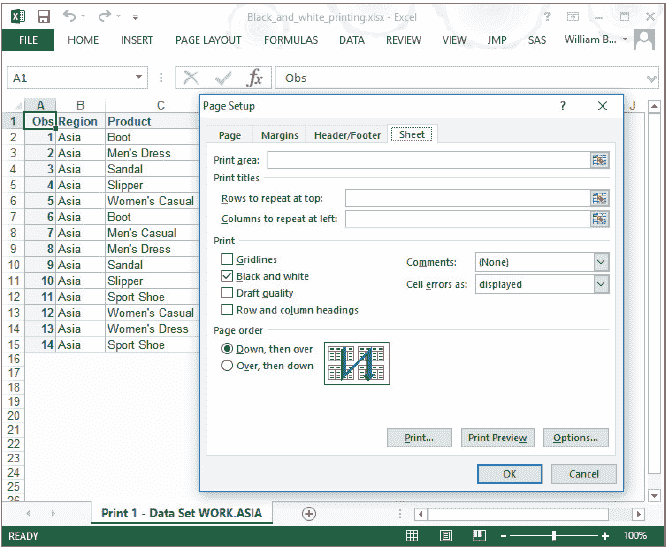 Black_and_white_printing.xlsx - Excel
FILE HOME INSERT PAGE LAYOUT FORMULAS DATA REVIEW VIEW JMP SAS William B...
A1 fx Obs
A B C J
1 Obs Region Product
2 1 Asia Boot
3 2 Asia Men's Dress
4 3 Asia Sandal
5 4 Asia Slipper
6 5 Asia Women's Casual
7 6 Asia Boot
8 7 Asia Men's Casual
9 8 Asia Men's Dress
10 9 Asia Sandal
11 10 Asia Slipper
12 11 Asia Sport Shoe
13 12 Asia Women's Casual
14 13 Asia Women's Dress
15 14 Asia Sport Shoe
16
17
18
19
20
21
22
23
24
25
26
Page Setup ?
Page Margins Header/Footer Sheet
Print area:
Print titles
Rows to repeat at top:
Columns to repeat at left:
Print
Gridlines Comments: (None)
Black and white Cell errors as: displayed
Draft quality
Row and column headings
Page order
Down, then over
Over, then down
Print... Print Preview Options...
OK Cancel
Print 1 - Data Set WORK.ASIA
READY 100%